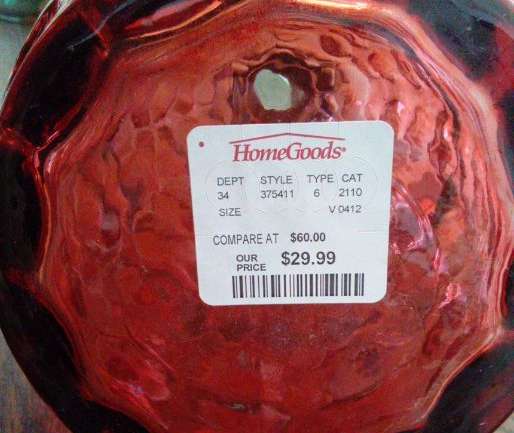 HomeGoods
DEPT STYLE TYPE CAT
34 375411 6 2110
SIZE V 0412
COMPARE AT $60.00
OUR PRICE $29.99